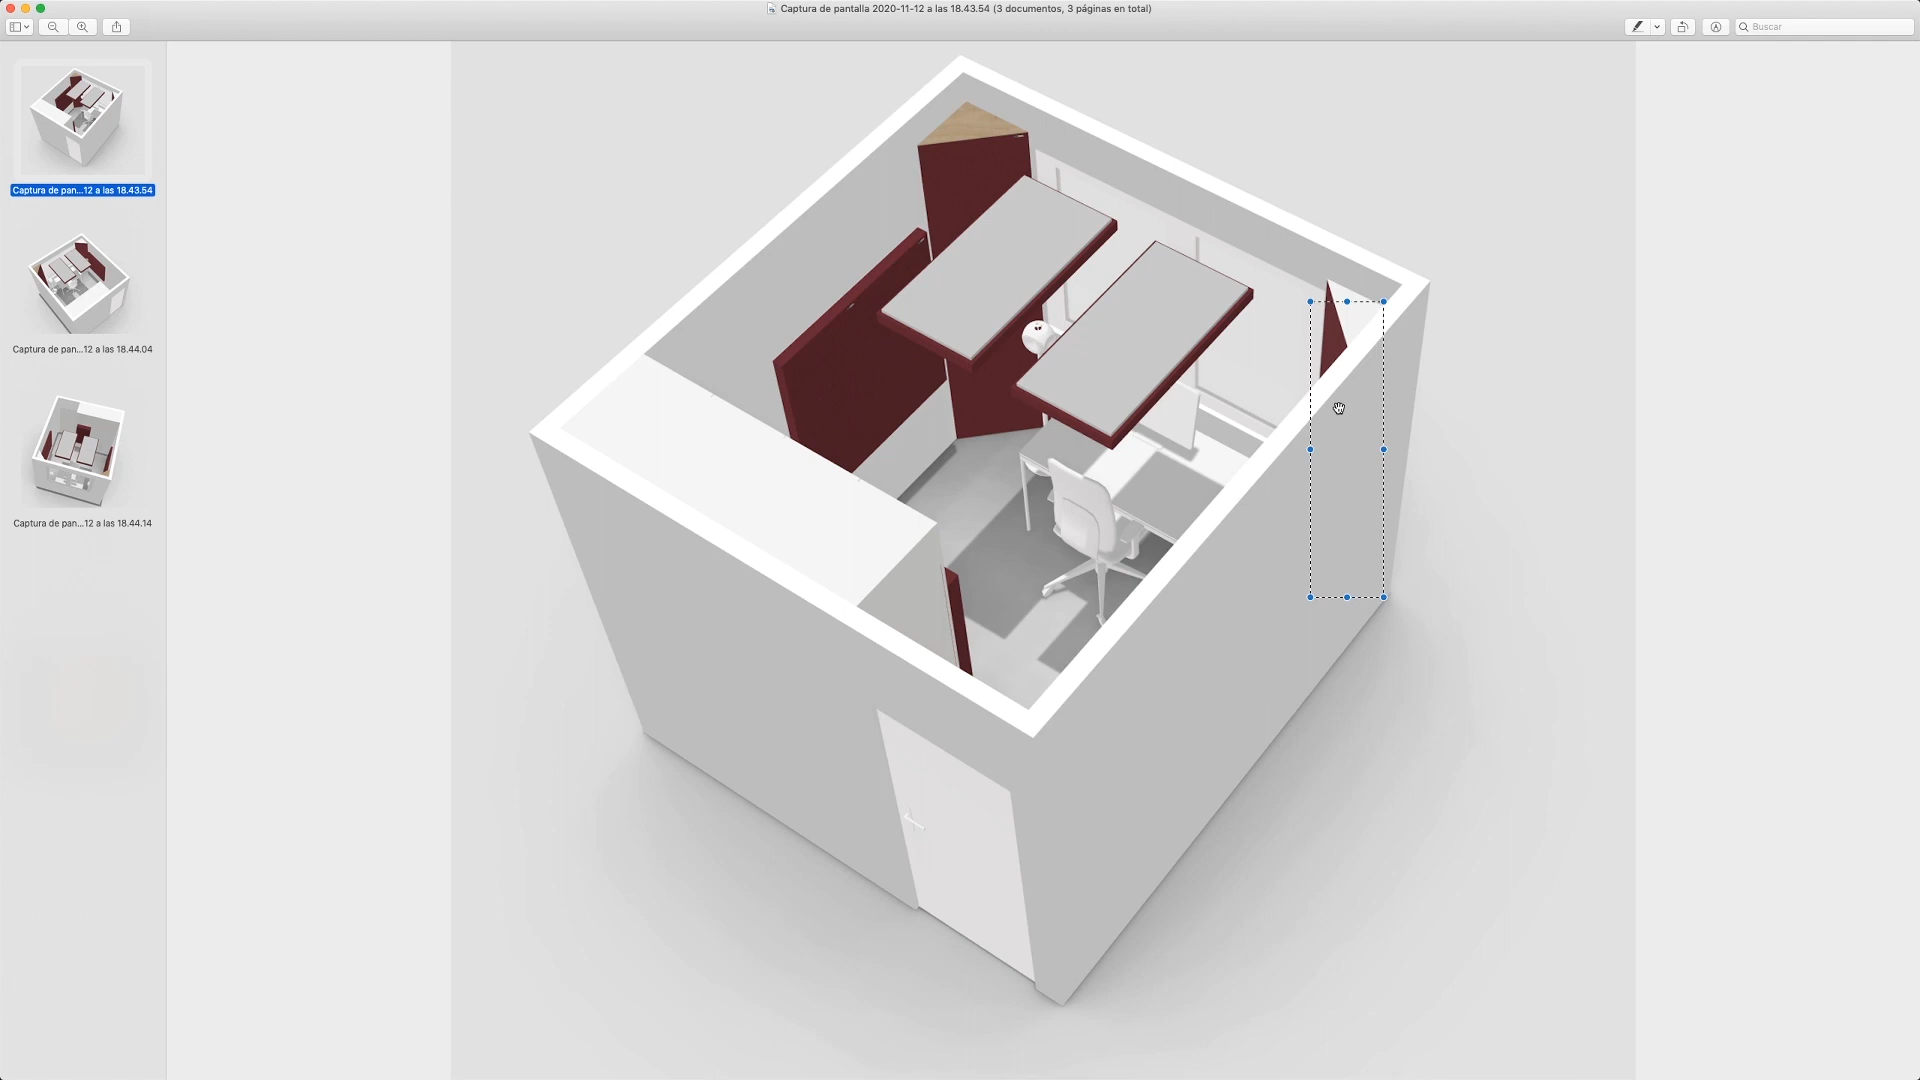 Captura de pantalla 2020-11-12 a las 18.43.54 (3 documentos, 3 páginas en total)
Buscar
Captura de pan...12 a las 18.43.54
Captura de pan...12 a las 18.44.04
Captura de pan...12 a las 18.44.14